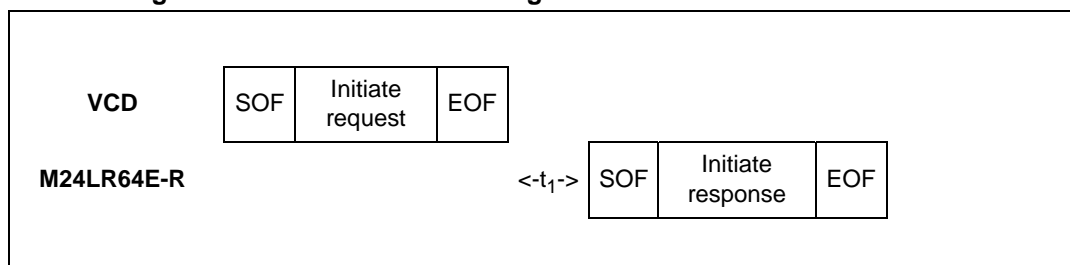 VCD
SOF
Initiate
request
EOF
M24LR64E-R
<-t₁->
SOF
Initiate
response
EOF